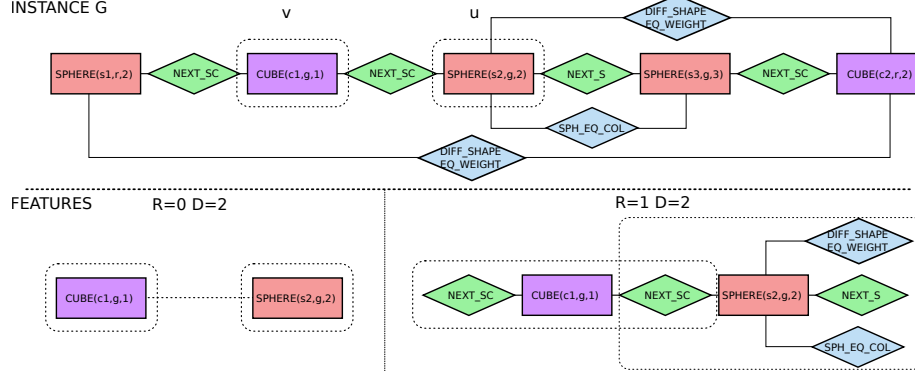 INSTANCE G
v
u
DIFF_SHAPE
EQ_WEIGHT
SPHERE(s1,r,2)
NEXT_SC
CUBE(c1,g,1)
NEXT_SC
SPHERE(s2,g,2)
NEXT_S
SPHERE(s3,g,3)
NEXT_SC
CUBE(c2,r,2)
SPH_EQ_COL
DIFF_SHAPE
EQ_WEIGHT
FEATURES
R=0 D=2
R=1 D=2
DIFF_SHAPE
EQ_WEIGHT
CUBE(c1,g,1)
SPHERE(s2,g,2)
NEXT_SC
CUBE(c1,g,1)
NEXT_SC
SPHERE(s2,g,2)
NEXT_S
SPH_EQ_COL